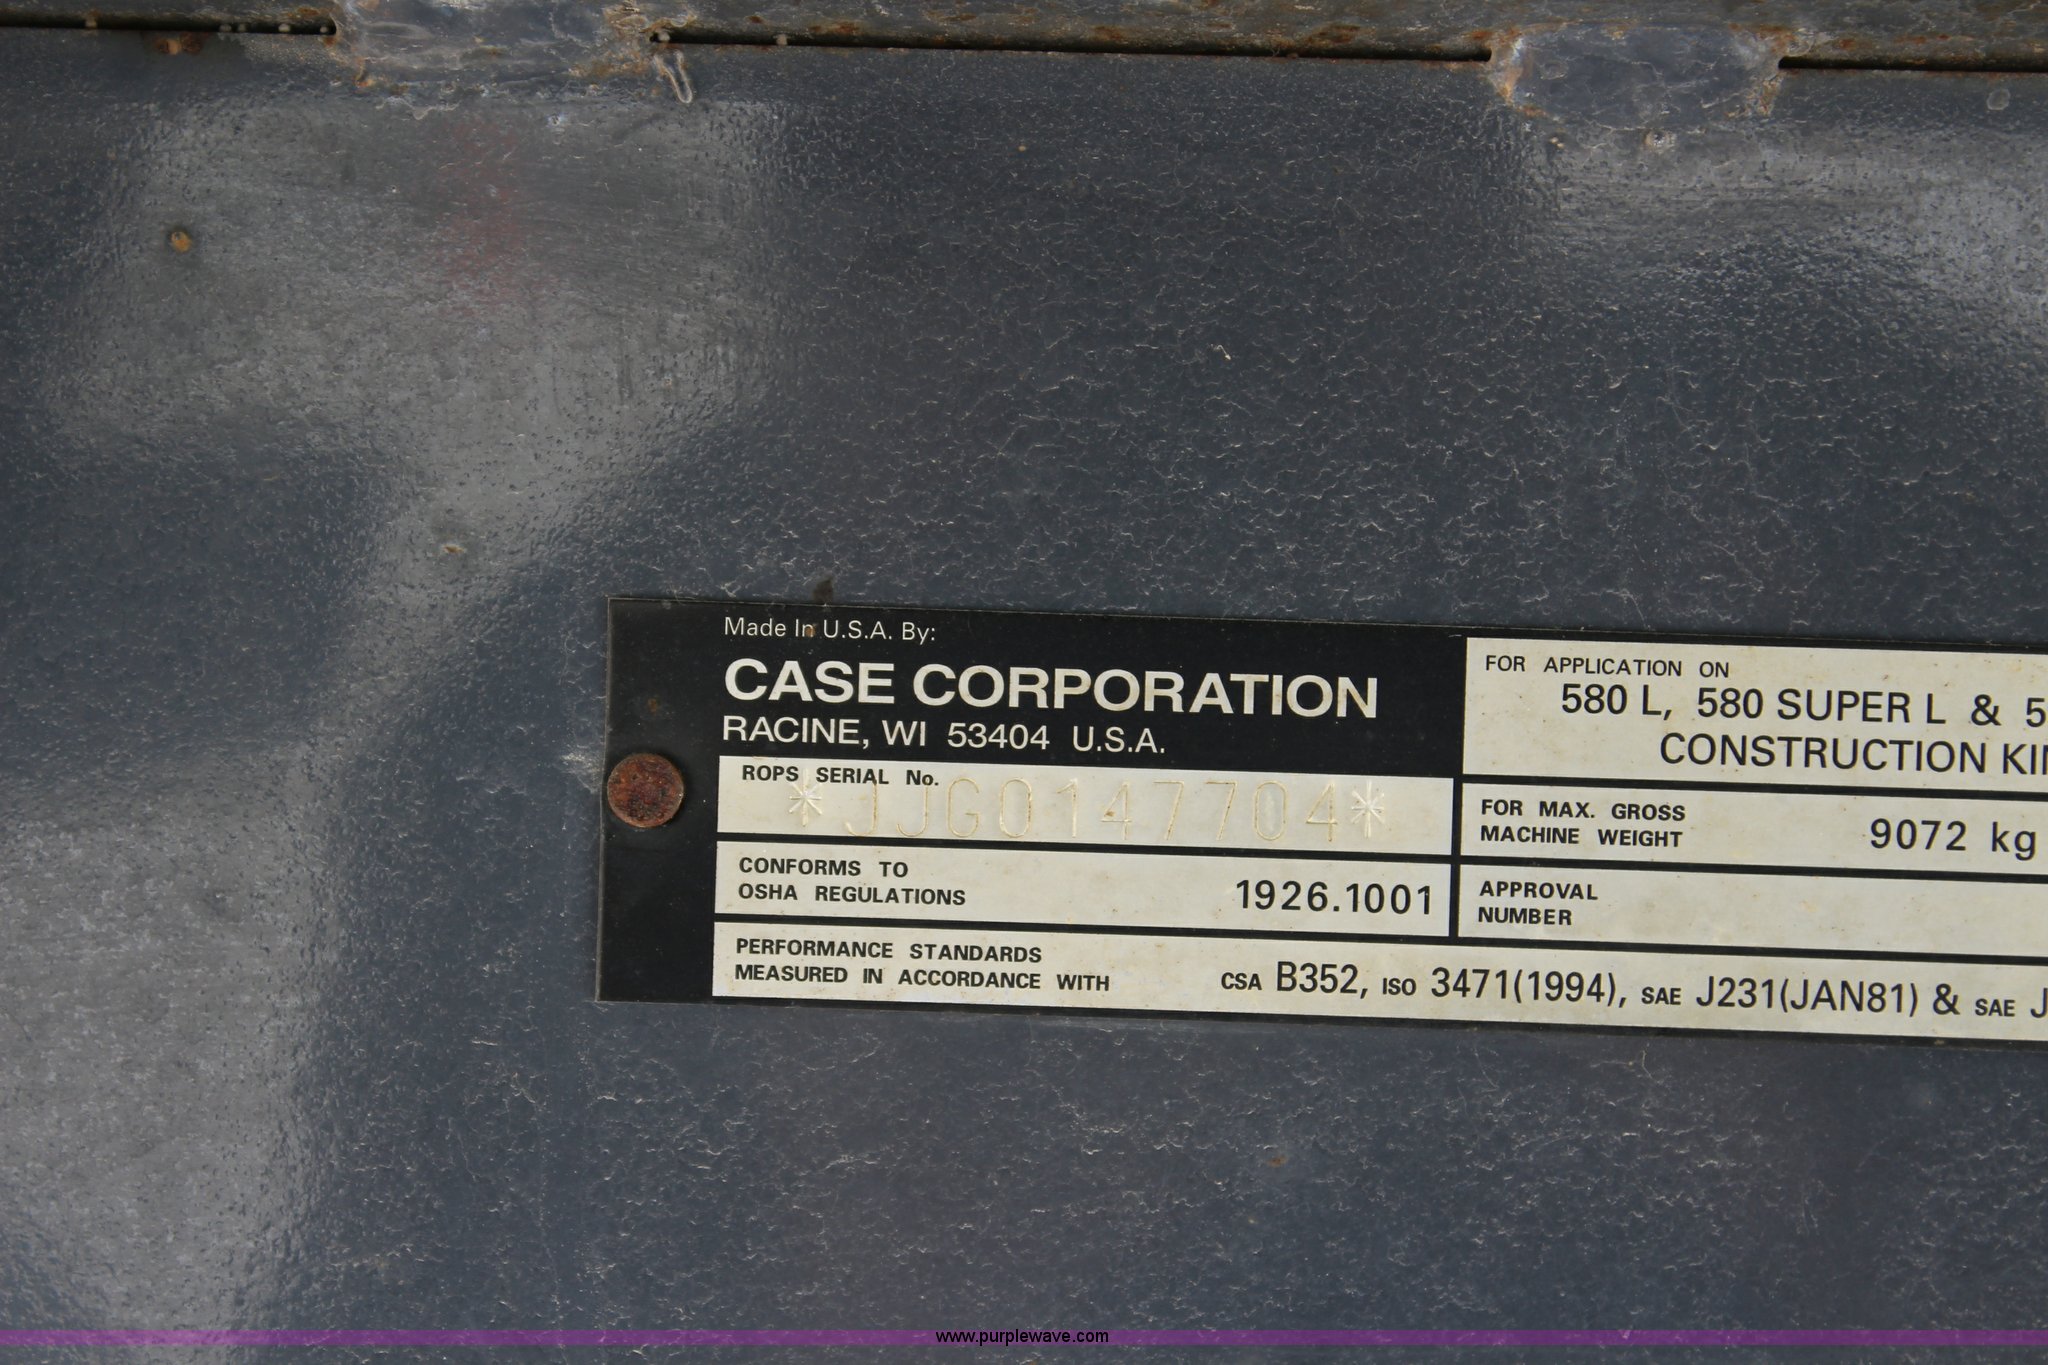 Made In U.S.A. By:
CASE CORPORATION
RACINE, WI 53404 U.S.A.
ROPS SERIAL No.
*JJG0147704*
CONFORMS TO
OSHA REGULATIONS 1926.1001
PERFORMANCE STANDARDS
MEASURED IN ACCORDANCE WITH CSA B352, ISO 3471(1994), SAE J231(JAN81) & SAE J
FOR APPLICATION ON
580 L, 580 SUPER L & 5
CONSTRUCTION KI
FOR MAX. GROSS
MACHINE WEIGHT 9072 kg
APPROVAL
NUMBER
www.purplewave.com